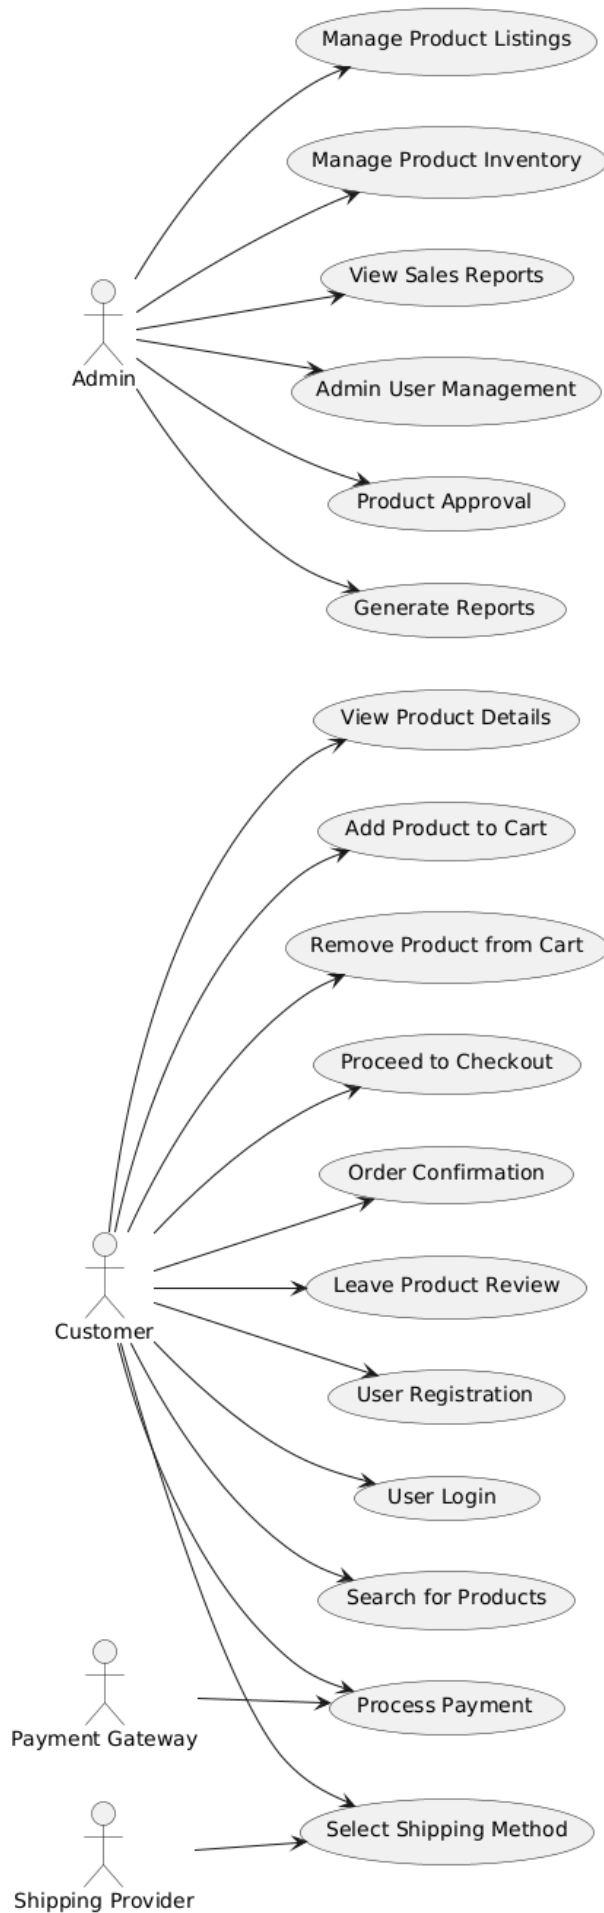 Manage Product Listings
Manage Product Inventory
View Sales Reports
Admin
Admin User Management
Product Approval
Generate Reports
View Product Details
Add Product to Cart
Remove Product from Cart
Proceed to Checkout
Order Confirmation
Leave Product Review
Customer
User Registration
User Login
Search for Products
Process Payment
Payment Gateway
Select Shipping Method
Shipping Provider